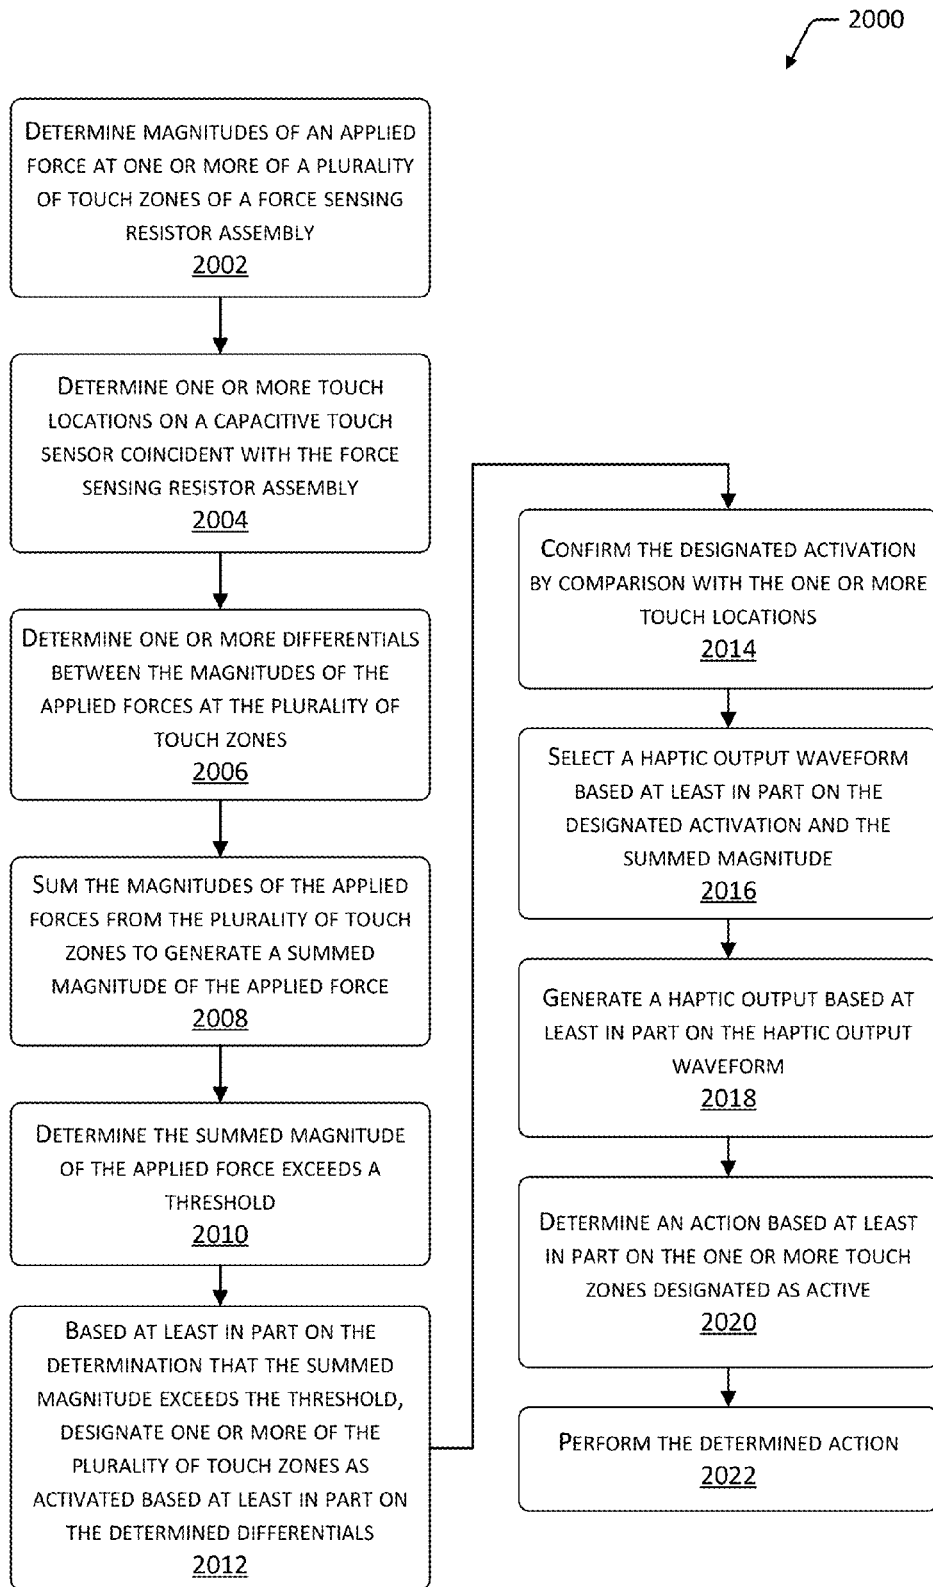 2000
DETERMINE MAGNITUDES OF AN APPLIED
FORCE AT ONE OR MORE OF A PLURALITY
OF TOUCH ZONES OF A FORCE SENSING
RESISTOR ASSEMBLY
2002
DETERMINE ONE OR MORE TOUCH
LOCATIONS ON A CAPACITIVE TOUCH
SENSOR COINCIDENT WITH THE FORCE
SENSING RESISTOR ASSEMBLY
2004
DETERMINE ONE OR MORE DIFFERENTIALS
BETWEEN THE MAGNITUDES OF THE
APPLIED FORCES AT THE PLURALITY OF
TOUCH ZONES
2006
SUM THE MAGNITUDES OF THE APPLIED
FORCES FROM THE PLURALITY OF TOUCH
ZONES TO GENERATE A SUMMED
MAGNITUDE OF THE APPLIED FORCE
2008
DETERMINE THE SUMMED MAGNITUDE
OF THE APPLIED FORCE EXCEEDS A
THRESHOLD
2010
BASED AT LEAST IN PART ON THE
DETERMINATION THAT THE SUMMED
MAGNITUDE EXCEEDS THE THRESHOLD,
DESIGNATE ONE OR MORE OF THE
PLURALITY OF TOUCH ZONES AS
ACTIVATED BASED AT LEAST IN PART ON
THE DETERMINED DIFFERENTIALS
2012
CONFIRM THE DESIGNATED ACTIVATION
BY COMPARISON WITH THE ONE OR MORE
TOUCH LOCATIONS
2014
SELECT A HAPTIC OUTPUT WAVEFORM
BASED AT LEAST IN PART ON THE
DESIGNATED ACTIVATION AND THE
SUMMED MAGNITUDE
2016
GENERATE A HAPTIC OUTPUT BASED AT
LEAST IN PART ON THE HAPTIC OUTPUT
WAVEFORM
2018
DETERMINE AN ACTION BASED AT LEAST
IN PART ON THE ONE OR MORE TOUCH
ZONES DESIGNATED AS ACTIVE
2020
PERFORM THE DETERMINED ACTION
2022